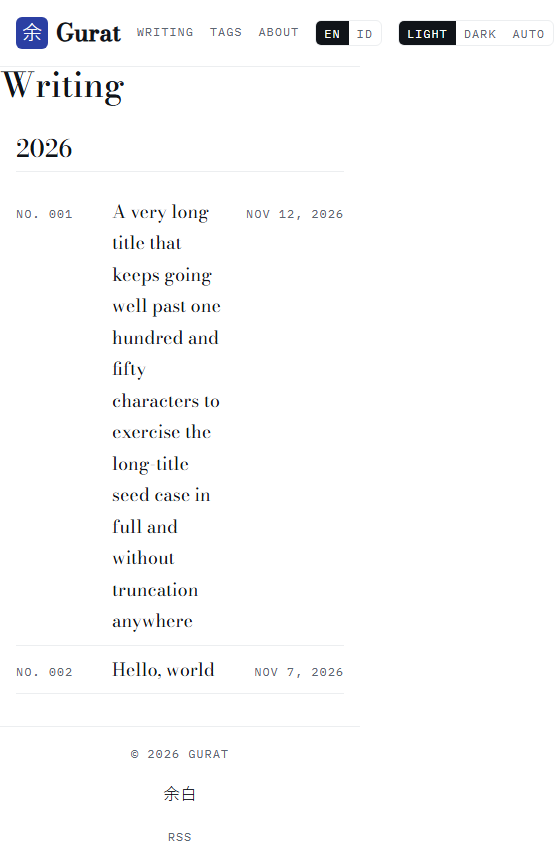 余 Gurat WRITING TAGS ABOUT EN ID LIGHT DARK AUTO
Writing
2026
NO. 001 A very long NOV 12, 2026
title that
keeps going
well past one
hundred and
fifty
characters to
exercise the
long-title
seed case in
full and
without
truncation
anywhere
NO. 002 Hello, world NOV 7, 2026
© 2026 GURAT
余白
RSS